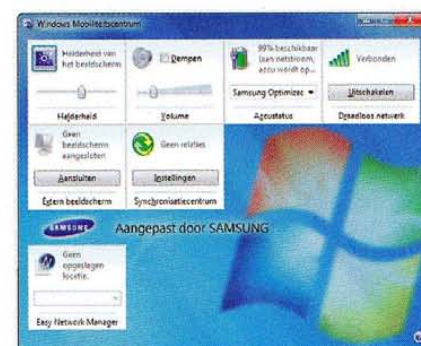 Windows Mobiliteitscentrum
Helderheid van
het beeldscherm
Helderheid
Dempen
Volume
99% beschikbaar
(aan netstroom,
accu wordt op...
Samsung Optimizec
Accustatus
Verbonden
Uitschakelen
Draadloos netwerk
Geen
beeldscherm
aangesloten
Aansluiten
Extern beeldscherm
Geen relaties
Instellingen
Synchronisatiecentrum
SAMSUNG
Aangepast door SAMSUNG
Geen
opgeslagen
locatie.
Easy Network Manager